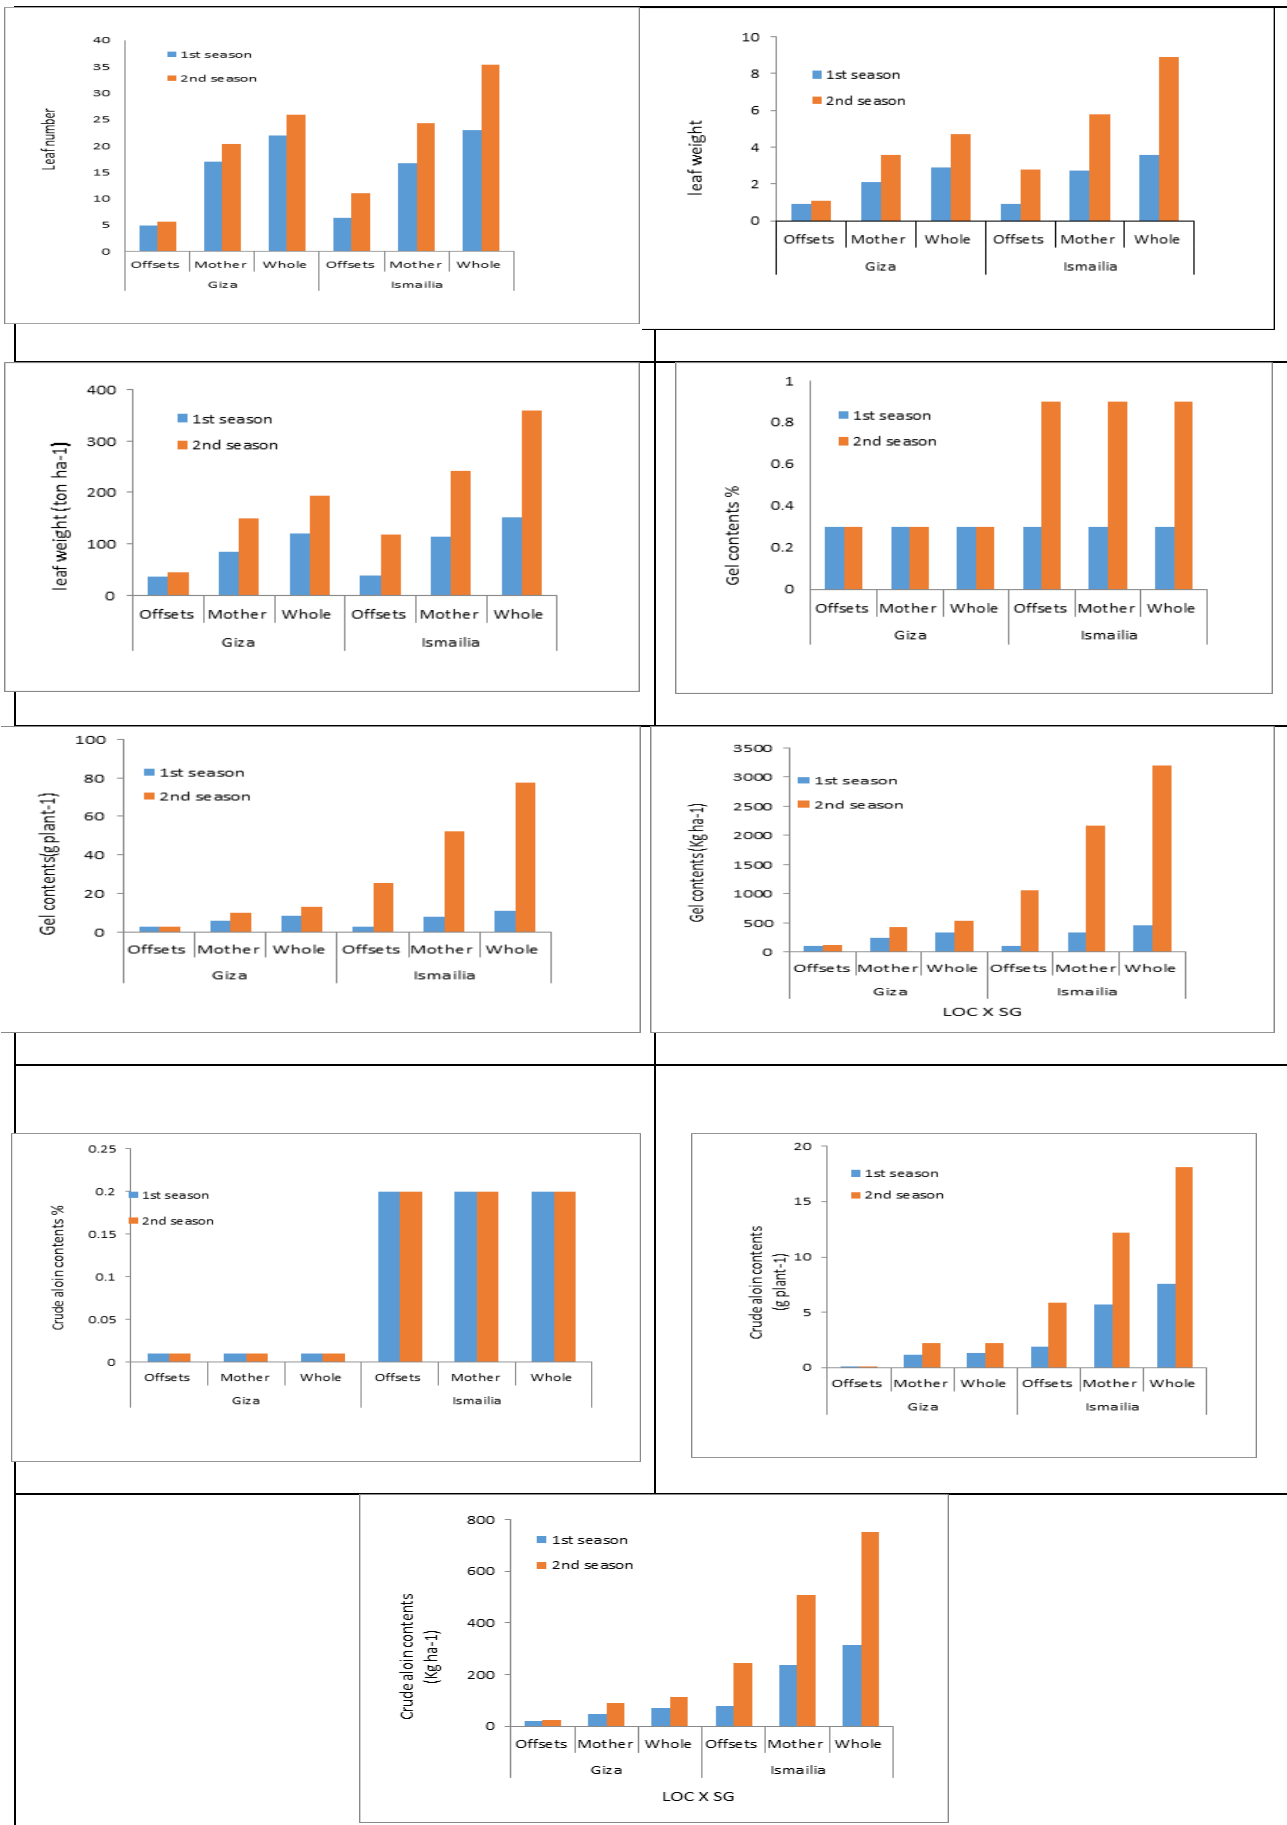 Leaf number
40
35
30
25
20
15
10
5
0
1st season
2nd season
Offsets Mother Whole Offsets Mother Whole
Giza Ismailia
leaf weight
10
8
6
4
2
0
1st season
2nd season
Offsets Mother Whole Offsets Mother Whole
Giza Ismailia
leaf weight (ton ha-1)
400
300
200
100
0
1st season
2nd season
Offsets Mother Whole Offsets Mother Whole
Giza Ismailia
Gel contents %
1
0.8
0.6
0.4
0.2
0
1st season
2nd season
Offsets Mother Whole Offsets Mother Whole
Giza Ismailia
Gel contents(g plant-1)
100
80
60
40
20
0
1st season
2nd season
Offsets Mother Whole Offsets Mother Whole
Giza Ismailia
Gel contents(Kg ha-1)
3500
3000
2500
2000
1500
1000
500
0
1st season
2nd season
Offsets Mother Whole Offsets Mother Whole
Giza Ismailia
LOC X SG
Crude aloin contents %
0.25
0.2
0.15
0.1
0.05
0
1st season
2nd season
Offsets Mother Whole Offsets Mother Whole
Giza Ismailia
Crude aloin contents
(g plant-1)
20
15
10
5
0
1st season
2nd season
Offsets Mother Whole Offsets Mother Whole
Giza Ismailia
Crude aloin contents
(Kg ha-1)
800
600
400
200
0
1st season
2nd season
Offsets Mother Whole Offsets Mother Whole
Giza Ismailia
LOC X SG